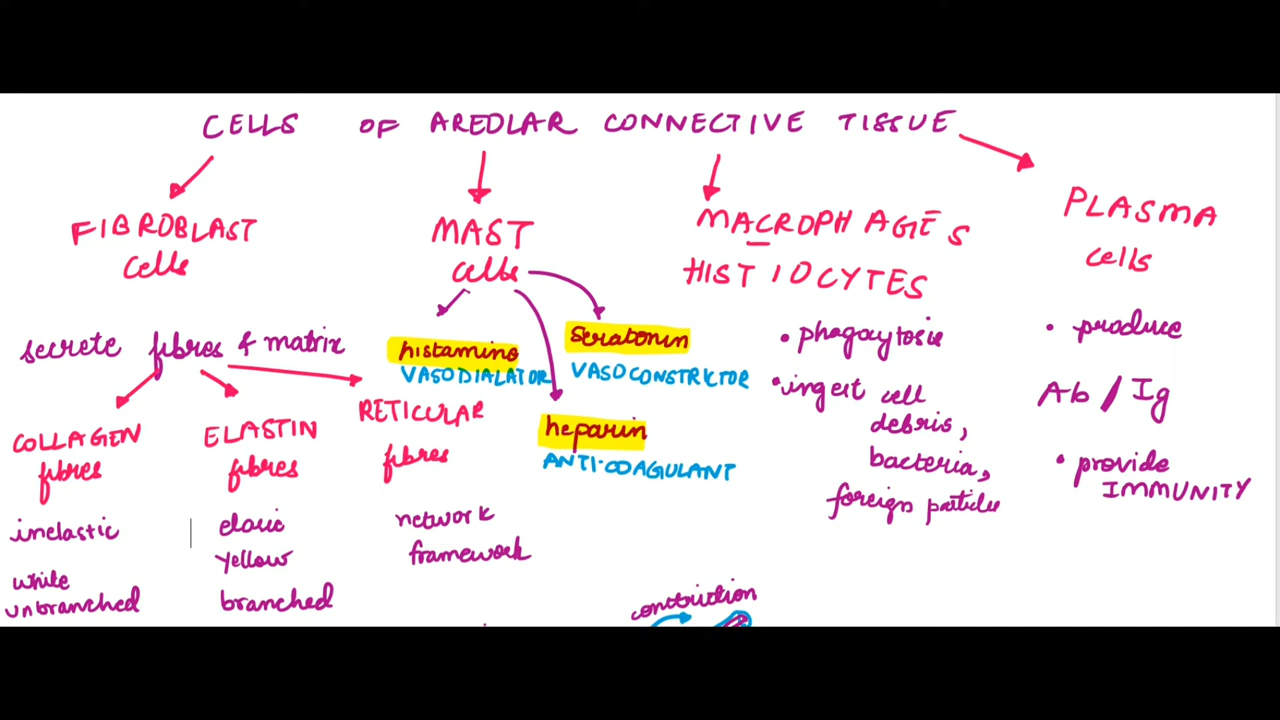 CELLS OF AREOLAR CONNECTIVE TISSUE
FIBROBLAST
cells
secrete fibres & matrix
COLLAGEN
fibres
inelastic
white
unbranched
ELASTIN
fibres
elastic
yellow
branched
RETICULAR
fibres
network
framework
MAST
cells
histamine
VASODIALATOR
seratonin
VASOCONSTRICTOR
heparin
ANTI-COAGULANT
MACROPHAGES
HISTIOCYTES
• phagocytosis
• ingest cell
debris,
bacteria,
foreign particles
PLASMA
cells
• produce
Ab / Ig
• provide
IMMUNITY
constriction